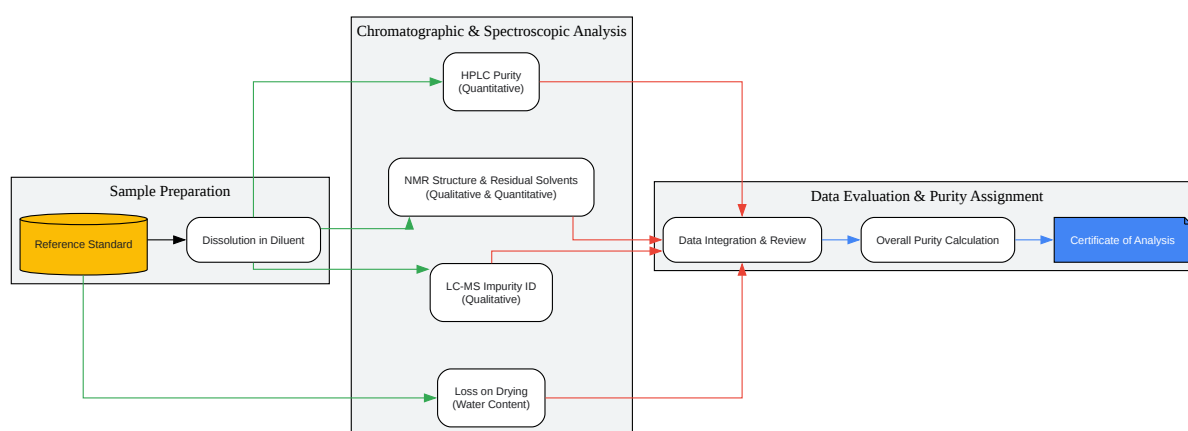 Sample Preparation
Reference Standard
Dissolution in Diluent
Chromatographic & Spectroscopic Analysis
HPLC Purity
(Quantitative)
NMR Structure & Residual Solvents
(Qualitative & Quantitative)
LC-MS Impurity ID
(Qualitative)
Loss on Drying
(Water Content)
Data Evaluation & Purity Assignment
Data Integration & Review
Overall Purity Calculation
Certificate of Analysis